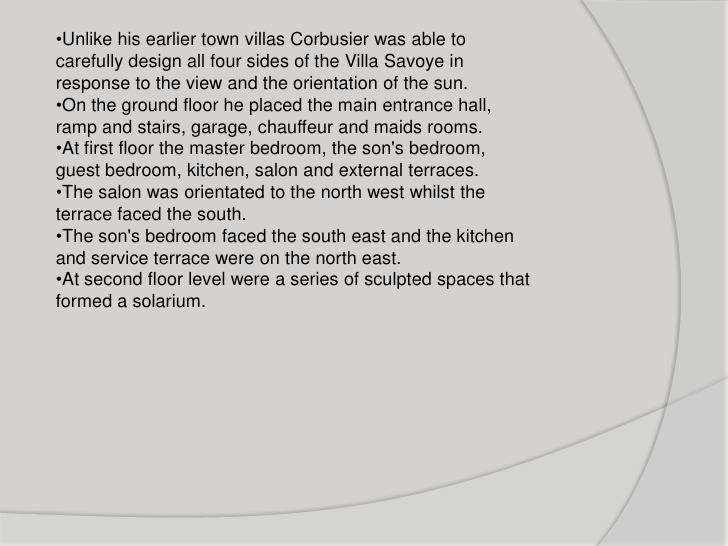 •Unlike his earlier town villas Corbusier was able to
carefully design all four sides of the Villa Savoye in
response to the view and the orientation of the sun.
•On the ground floor he placed the main entrance hall,
ramp and stairs, garage, chauffeur and maids rooms.
•At first floor the master bedroom, the son's bedroom,
guest bedroom, kitchen, salon and external terraces.
•The salon was orientated to the north west whilst the
terrace faced the south.
•The son's bedroom faced the south east and the kitchen
and service terrace were on the north east.
•At second floor level were a series of sculpted spaces that
formed a solarium.